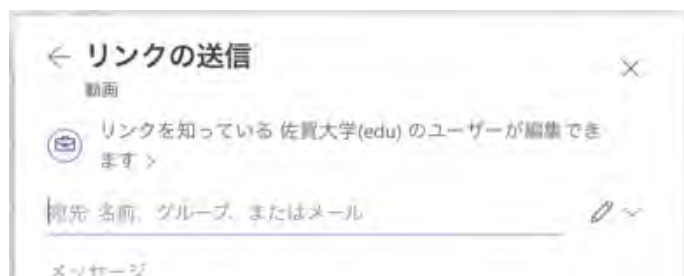 ← リンクの送信
動画
リンクを知っている 佐賀大学(edu) のユーザーが編集でき
ます >
宛先: 名前、グループ、またはメール
メッセージ